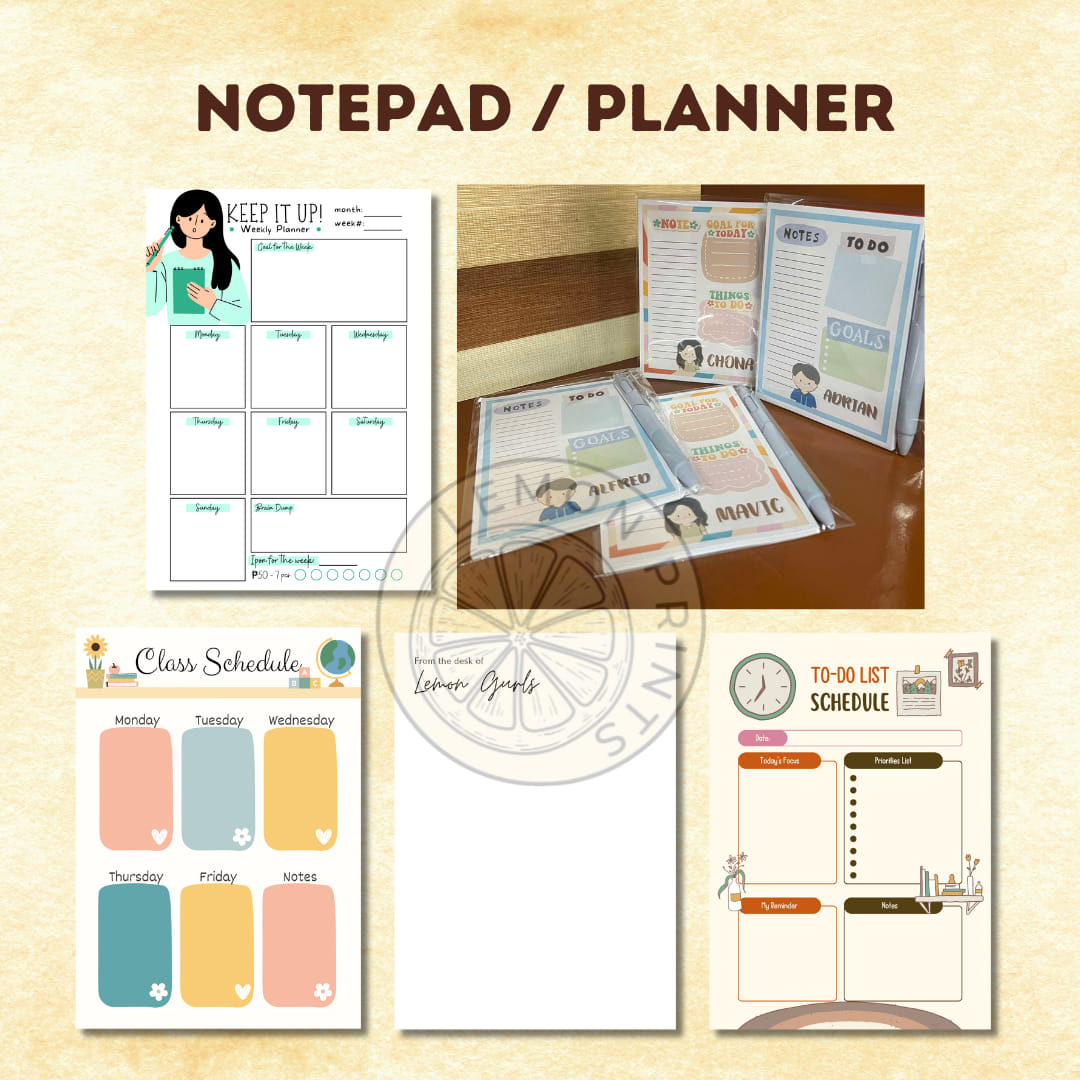 NOTEPAD / PLANNER
KEEP IT UP!
Weekly Planner
month:
week#:
Goal for the Week
Monday
Tuesday
Wednesday
Thursday
Friday
Saturday
Sunday
Brain Dump
Ipon for the week:
₱50 - 7 pcs
NOTE
GOAL FOR
TODAY
THINGS
TO DO
CHONA
NOTES
TO DO
GOALS
ADRIAN
NOTES
TO DO
GOALS
ALFRED
GOAL FOR
TODAY
THINGS
TO DO
MAVIC
LEMON PRINTS
Class Schedule
A
B
C
Monday
Tuesday
Wednesday
Thursday
Friday
Notes
From the desk of
Lemon Gurls
TO-DO LIST
SCHEDULE
Date:
Today's Focus
Priorities List
My Reminder
Notes